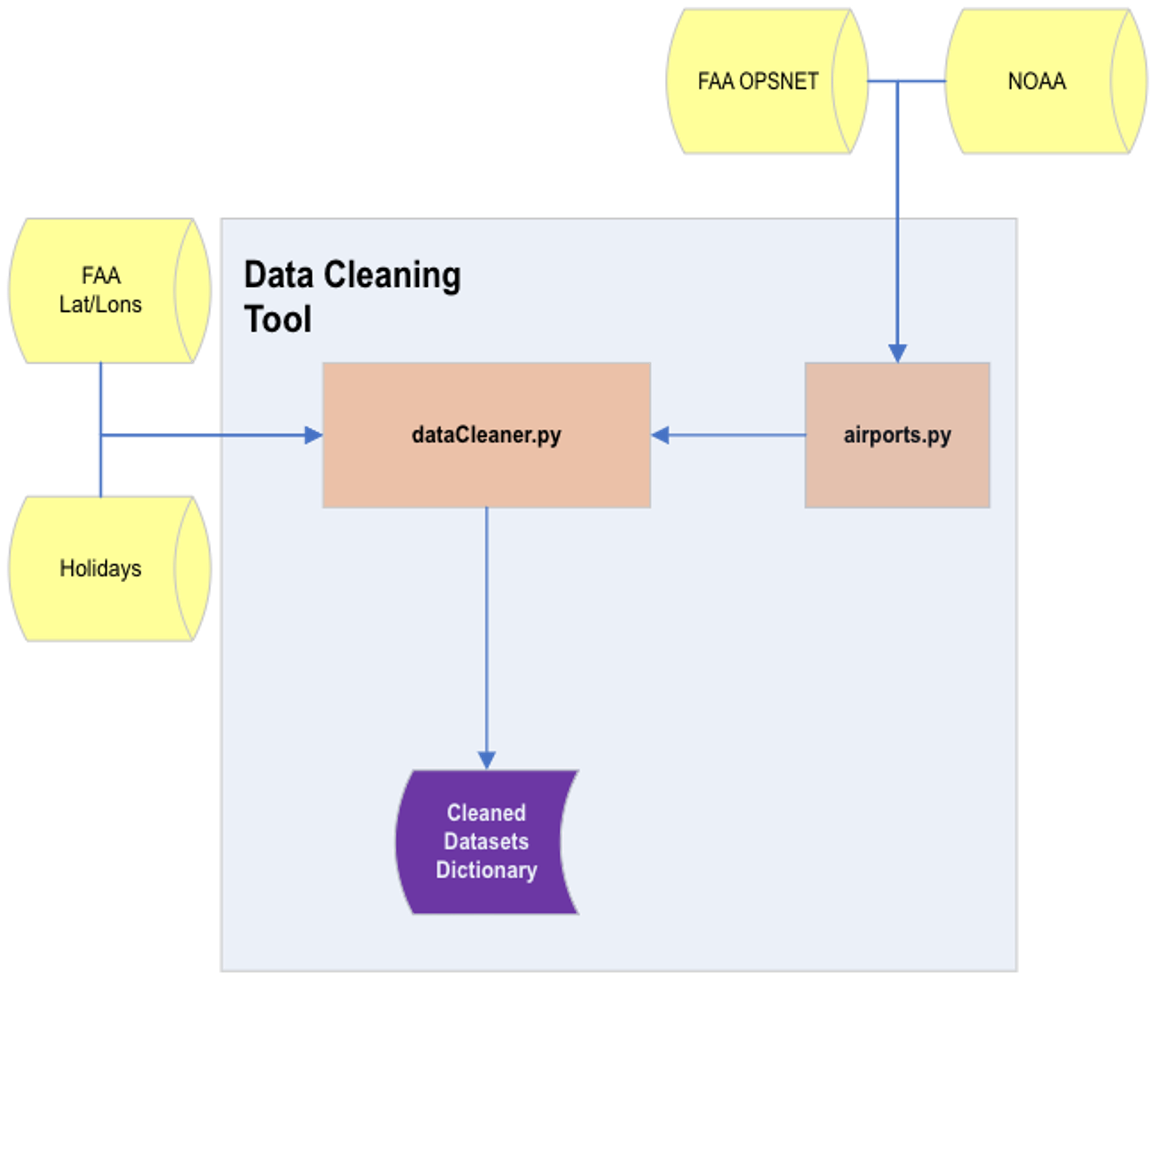 FAA OPSNET
NOAA
FAA
Lat/Lons
Data Cleaning
Tool
dataCleaner.py
airports.py
Holidays
Cleaned
Datasets
Dictionary